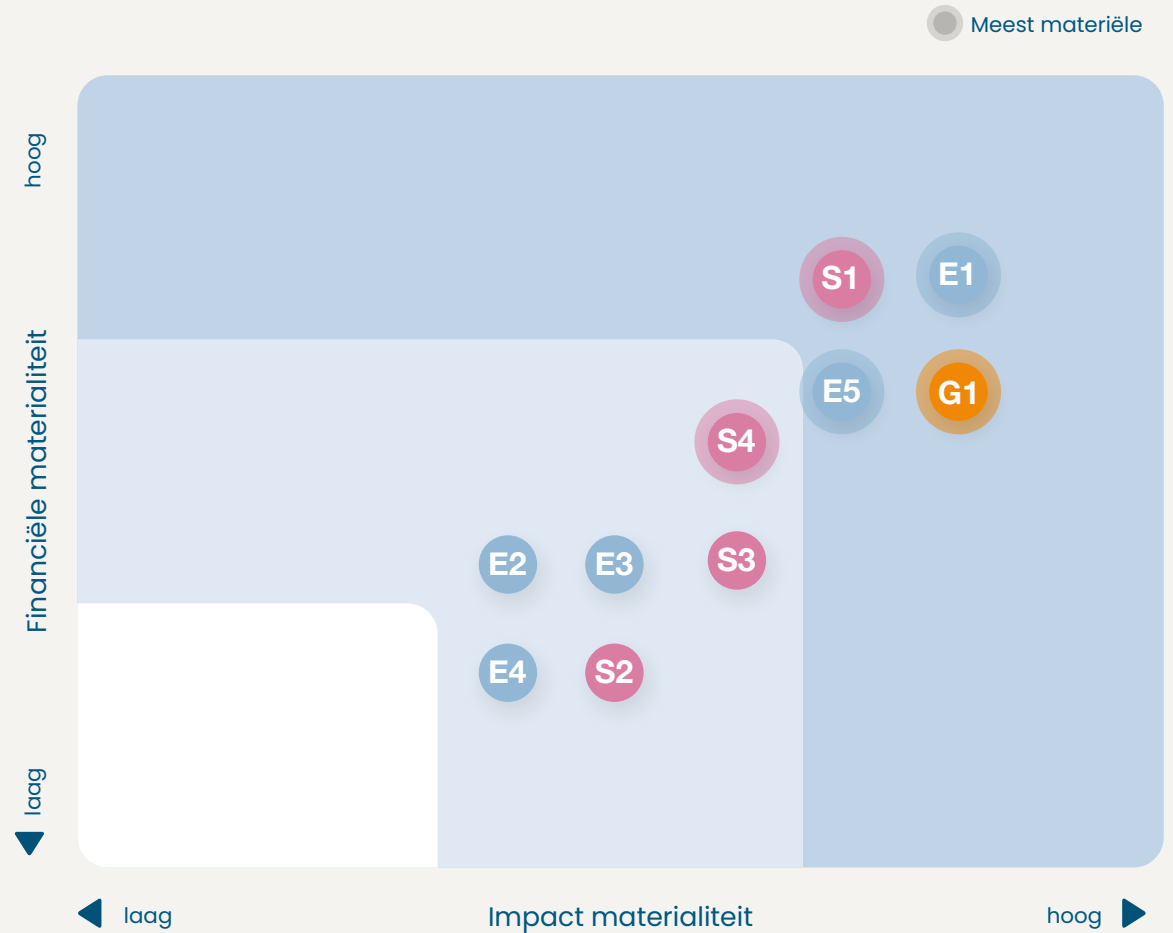 Meest materiële
hoog
Financiële materialiteit
laag
S1
E1
E5
G1
S4
E2
E3
S3
E4
S2
laag
Impact materialiteit
hoog